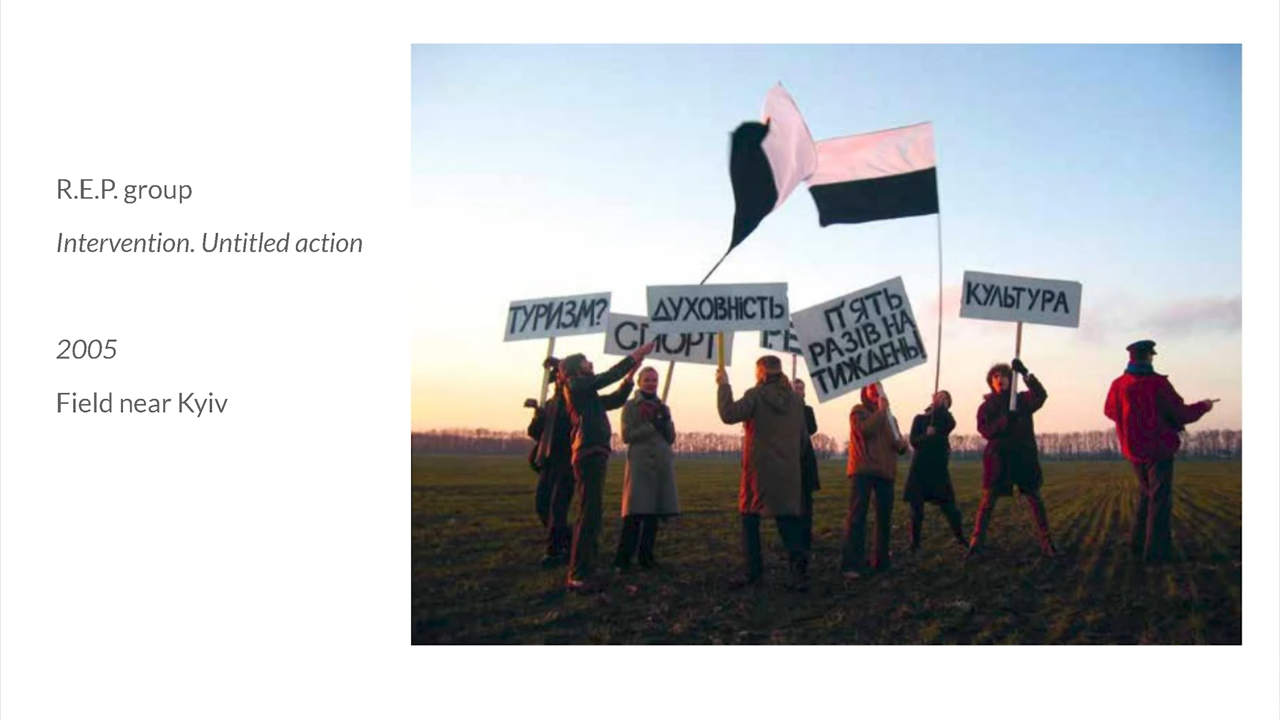 R.E.P. group
Intervention. Untitled action
2005
Field near Kyiv
ТУРИЗМ?
СПОРТ
ДУХОВНІСТЬ
П'ЯТЬ
РАЗІВ НА
ТИЖДЕНЬ!
КУЛЬТУРА